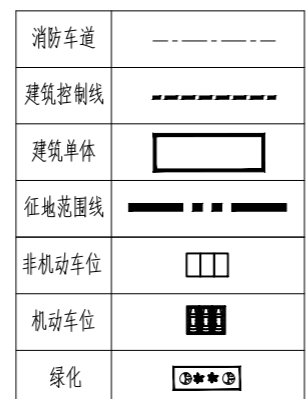 消防车道
建筑控制线
建筑单体
征地范围线
非机动车位
机动车位
绿化